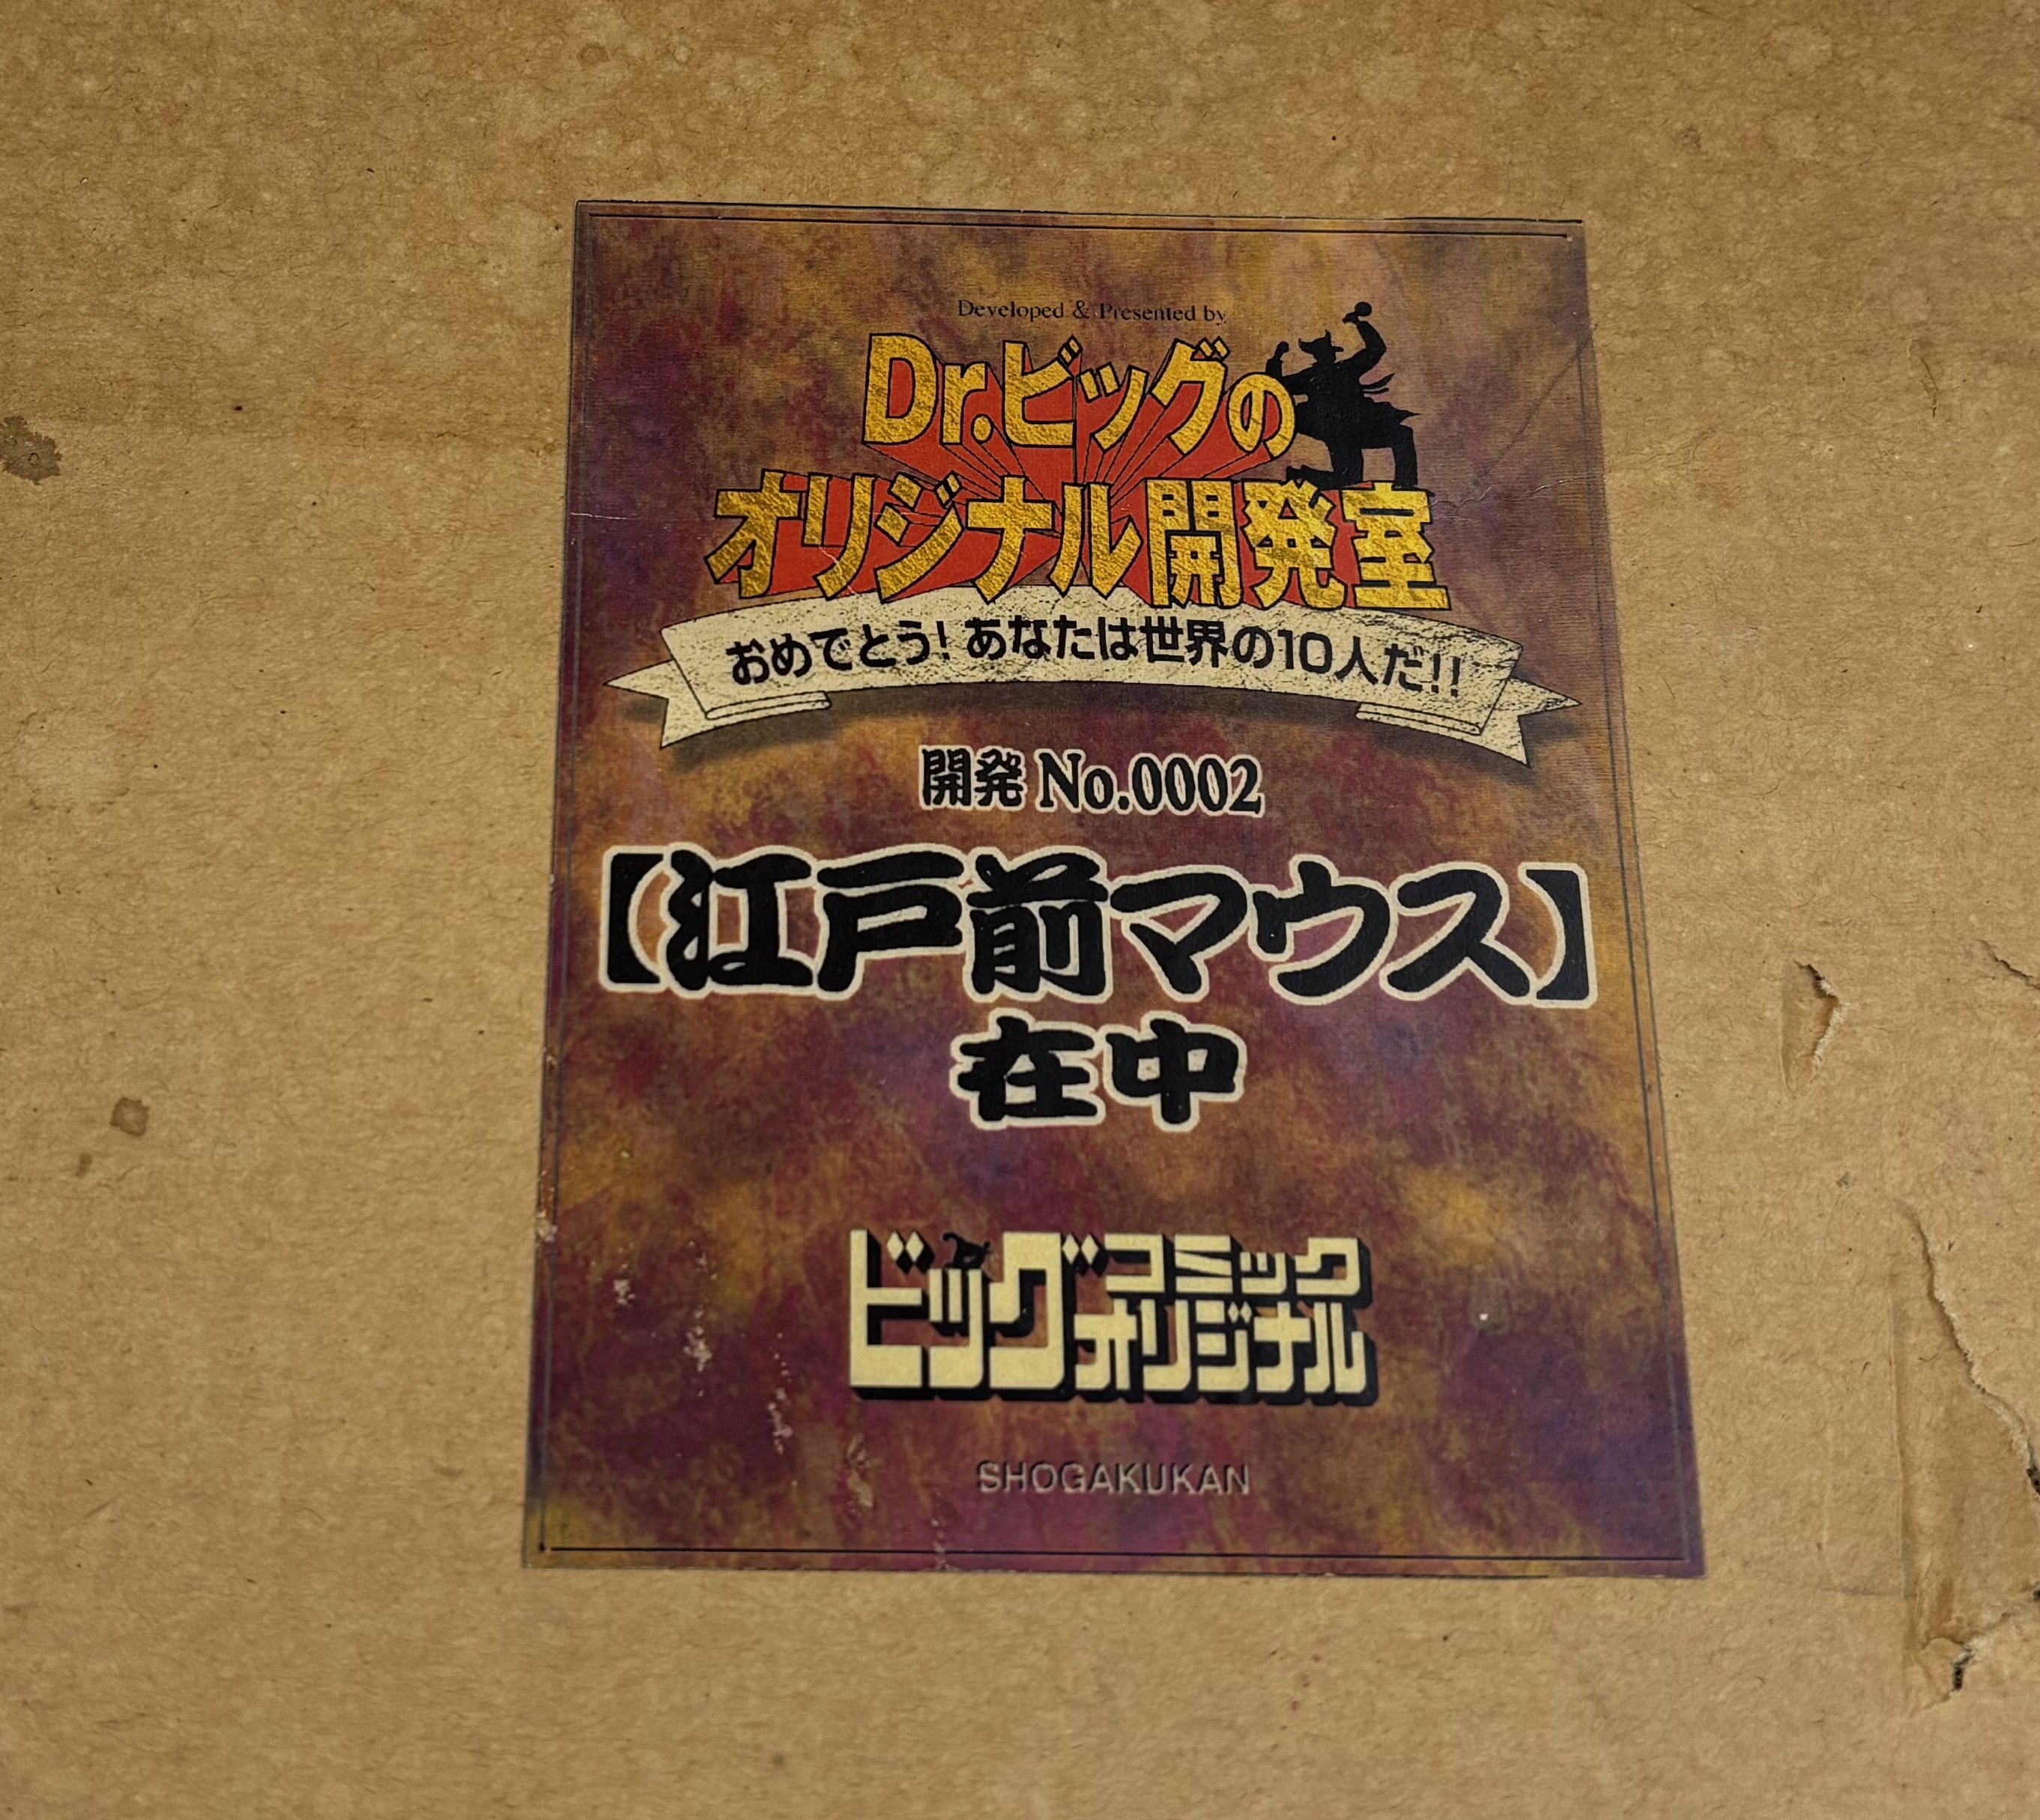 Developed & Presented by
Dr.ビッグの
オリジナル開発室
おめでとう!あなたは世界の10人だ!!
開発 No.0002
【江戸前マウス】
在中
ビッグコミック
オリジナル
SHOGAKUKAN